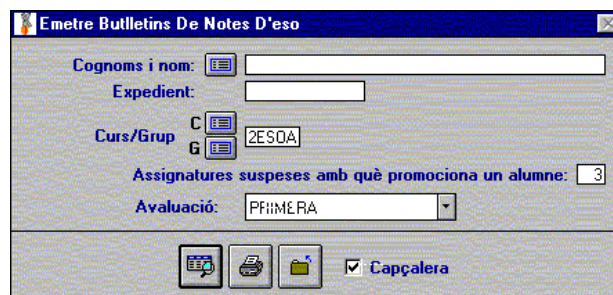 Emetre Butlletins De Notes D'eso
Cognoms i nom:
Expedient:
Curs/Grup C G 2ESOA
Assignatures suspeses amb què promociona un alumne: 3
Avaluació: PRIMERA
Capçalera